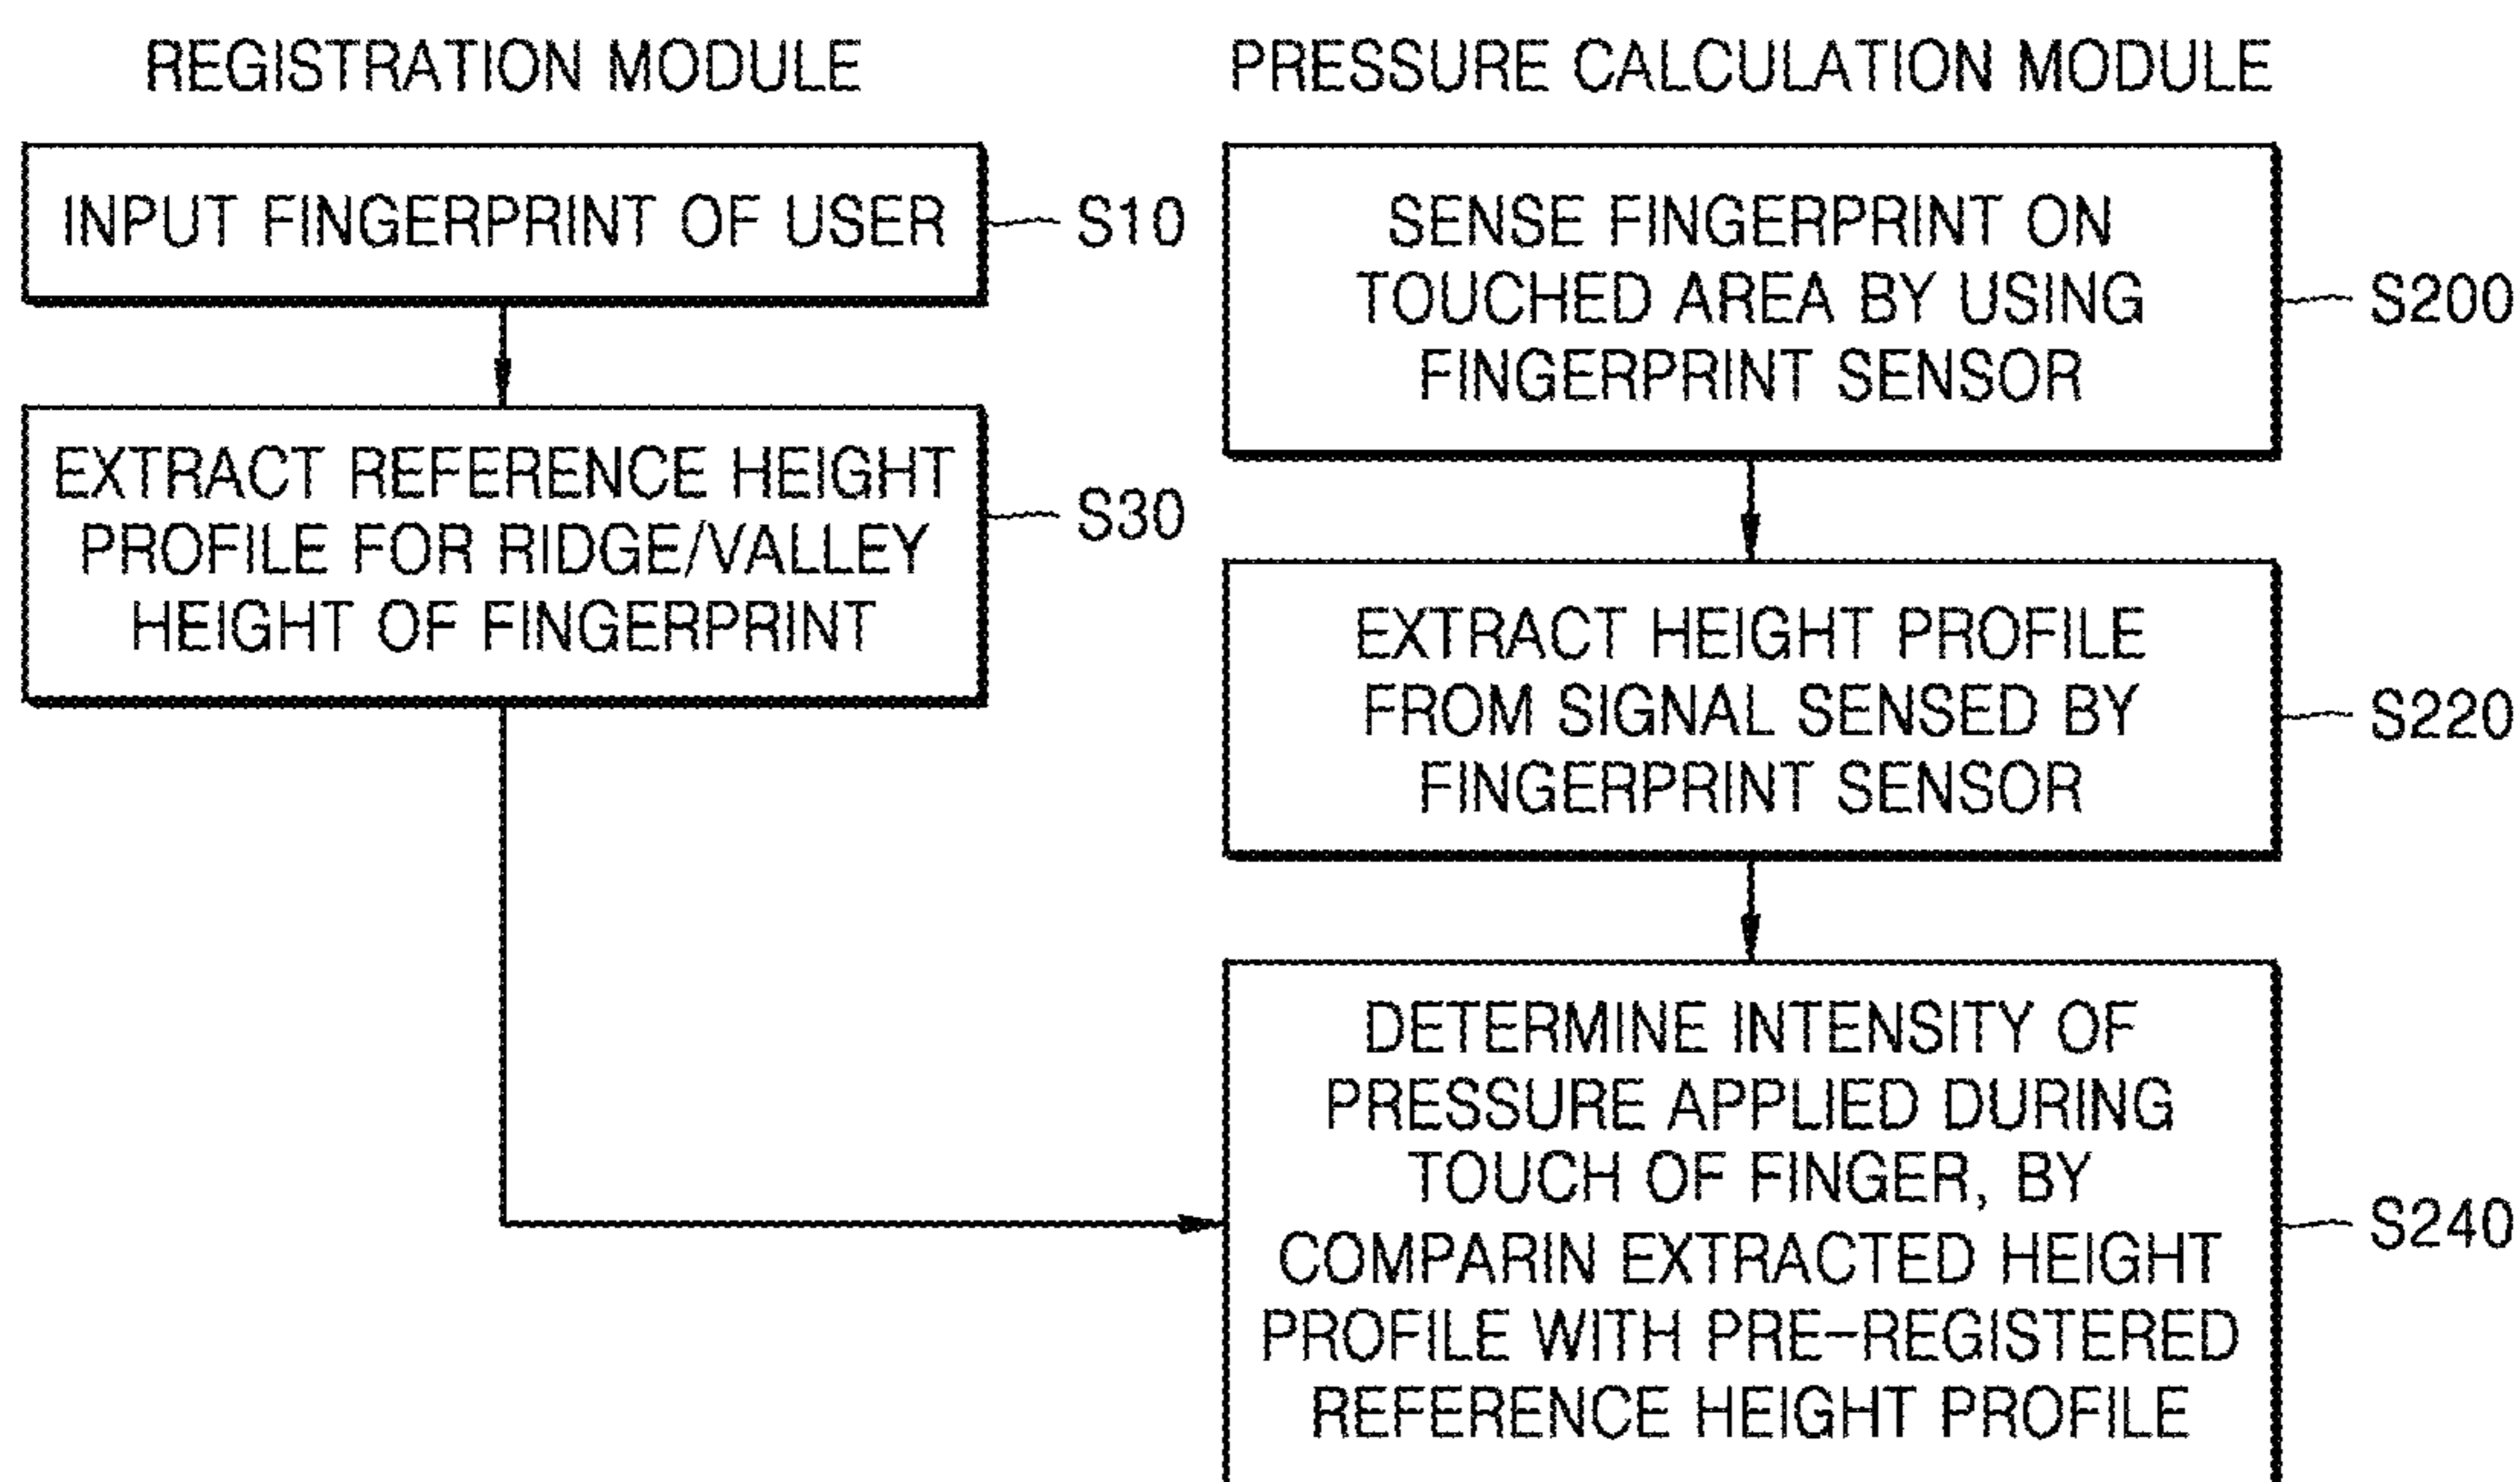 REGISTRATION MODULE
INPUT FINGERPRINT OF USER
S10
EXTRACT REFERENCE HEIGHT
PROFILE FOR RIDGE/VALLEY
HEIGHT OF FINGERPRINT
S30
PRESSURE CALCULATION MODULE
SENSE FINGERPRINT ON
TOUCHED AREA BY USING
FINGERPRINT SENSOR
S200
EXTRACT HEIGHT PROFILE
FROM SIGNAL SENSED BY
FINGERPRINT SENSOR
S220
DETERMINE INTENSITY OF
PRESSURE APPLIED DURING
TOUCH OF FINGER, BY
COMPARIN EXTRACTED HEIGHT
PROFILE WITH PRE-REGISTERED
REFERENCE HEIGHT PROFILE
S240